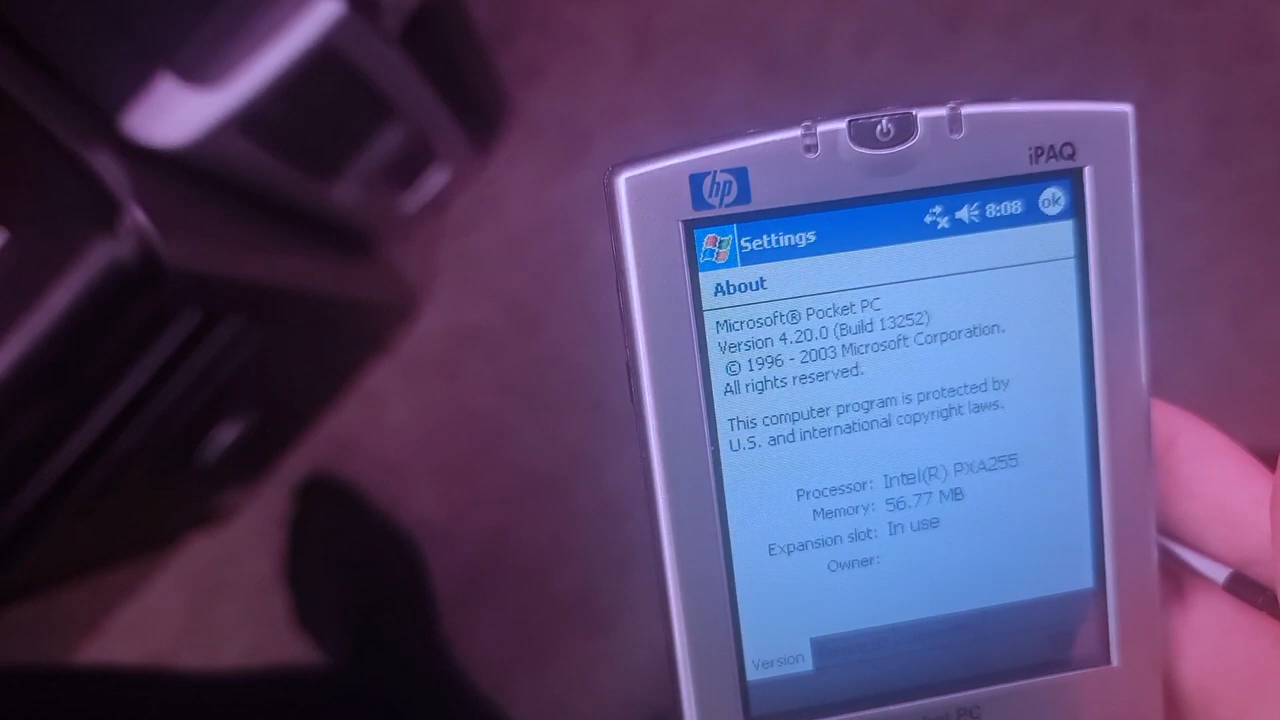 hp
iPAQ
Settings
8:08
ok
About
Microsoft® Pocket PC
Version 4.20.0 (Build 13252)
© 1996 - 2003 Microsoft Corporation.
All rights reserved.
This computer program is protected by
U.S. and international copyright laws.
Processor: Intel(R) PXA255
Memory: 56.77 MB
Expansion slot: In use
Owner:
Version
PC